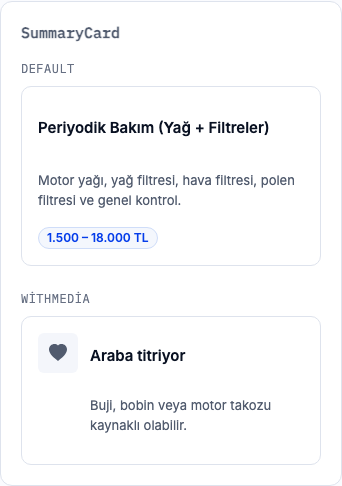 SummaryCard
DEFAULT
Periyodik Bakım (Yağ + Filtreler)
Motor yağı, yağ filtresi, hava filtresi, polen
filtresi ve genel kontrol.
1.500 – 18.000 TL
WİTHMEDİA
Araba titriyor
Buji, bobin veya motor takozu
kaynaklı olabilir.